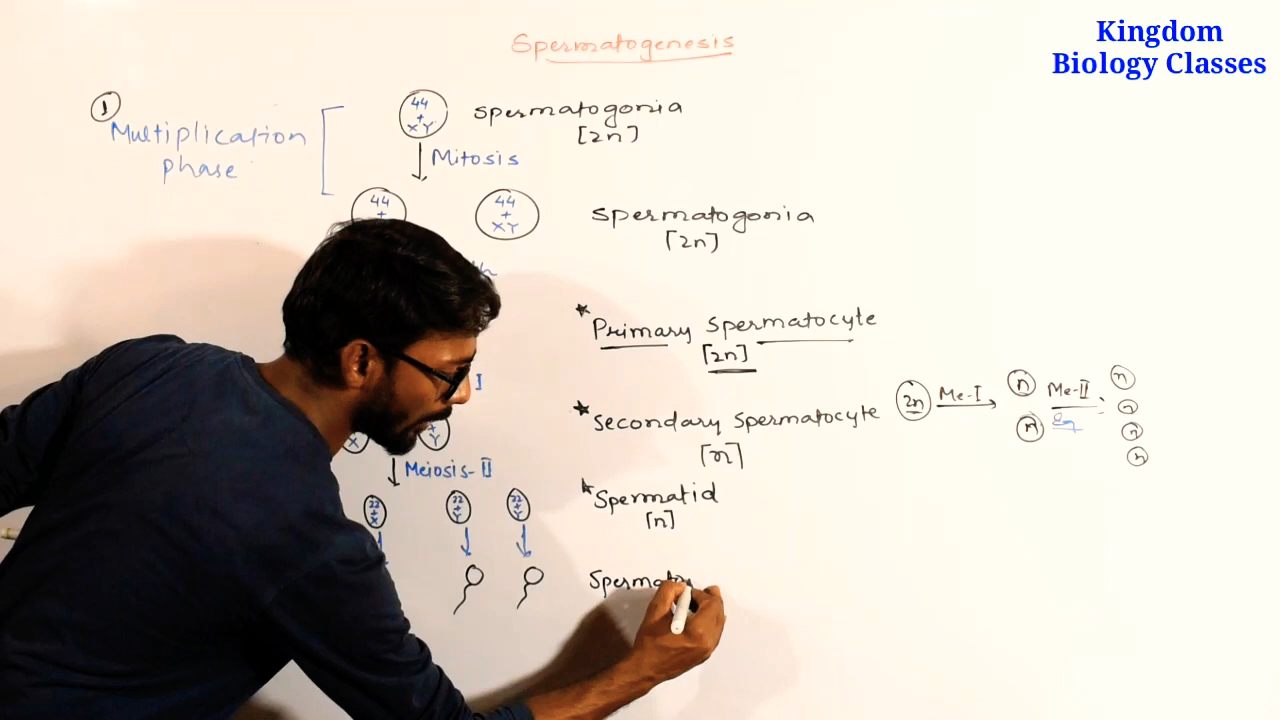 Kingdom
Biology Classes
Spermatogenesis
1
Multiplication
phase
44
+
XY
Spermatogonia
[2n]
Mitosis
44
+
44
+
XY
Spermatogonia
[2n]
Primary Spermatocyte
[2n]
I
Secondary Spermatocyte
[n]
2n Me-I n n Me-II n n n n
+
X
+
Y
Meiosis-II
22
+
X
22
+
Y
22
+
Y
Spermatid
[n]